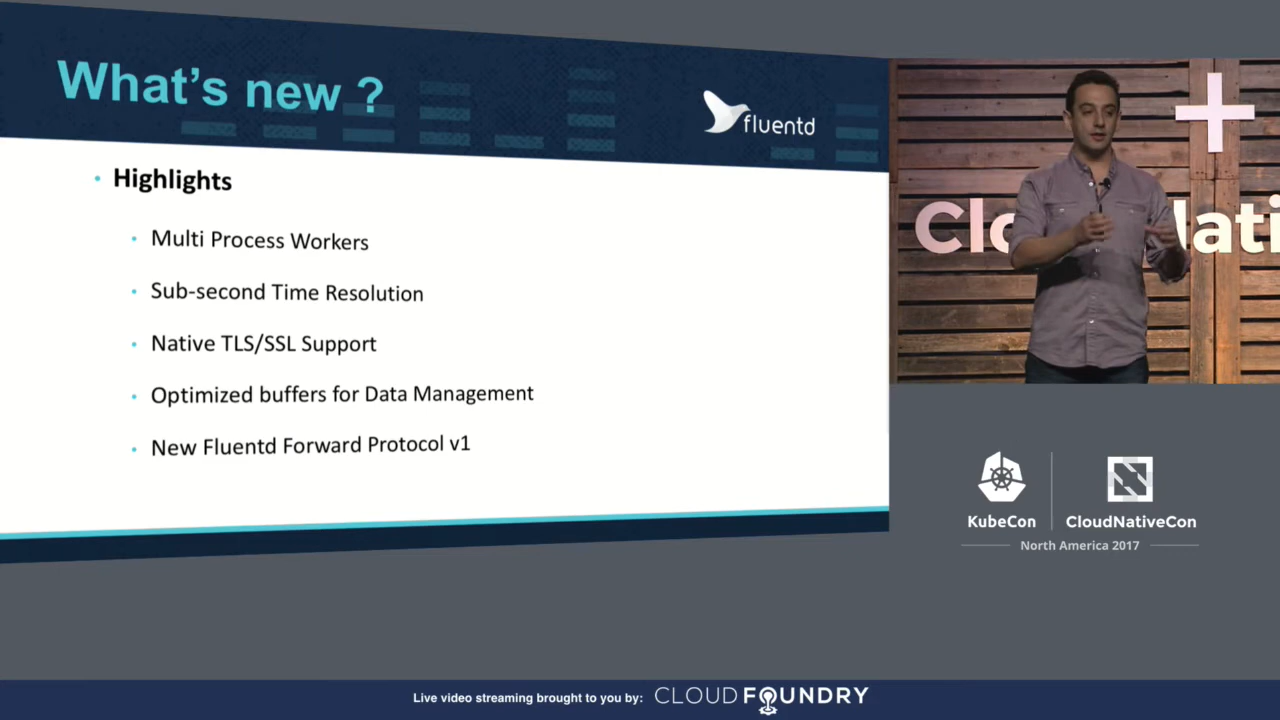 What's new ?
fluentd
Highlights
Multi Process Workers
Sub-second Time Resolution
Native TLS/SSL Support
Optimized buffers for Data Management
New Fluentd Forward Protocol v1
+
Clo Nati
KubeCon
CloudNativeCon
North America 2017
Live video streaming brought to you by: CLOUD FOUNDRY